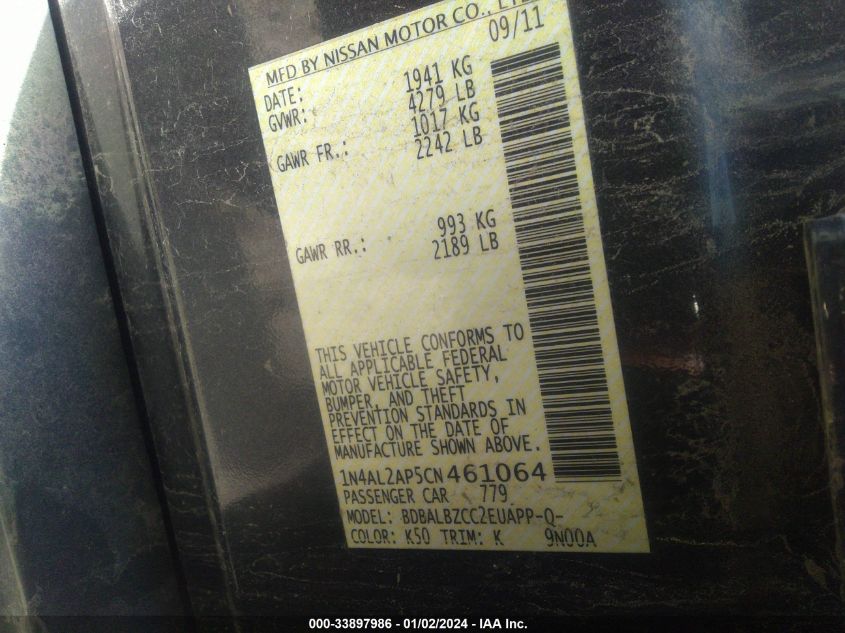 MFD BY NISSAN MOTOR CO., LTD
DATE: 09/11
GVWR: 1941 KG
4279 LB
GAWR FR.: 1017 KG
2242 LB
GAWR RR.: 993 KG
2189 LB
THIS VEHICLE CONFORMS TO
ALL APPLICABLE FEDERAL
MOTOR VEHICLE SAFETY,
BUMPER, AND THEFT
PREVENTION STANDARDS IN
EFFECT ON THE DATE OF
MANUFACTURE SHOWN ABOVE.
1N4AL2AP5CN461064
PASSENGER CAR 779
MODEL: BDBALBZCC2EUAPP-Q-
COLOR: K50 TRIM: K 9N00A
000-33897986 - 01/02/2024 - IAA Inc.